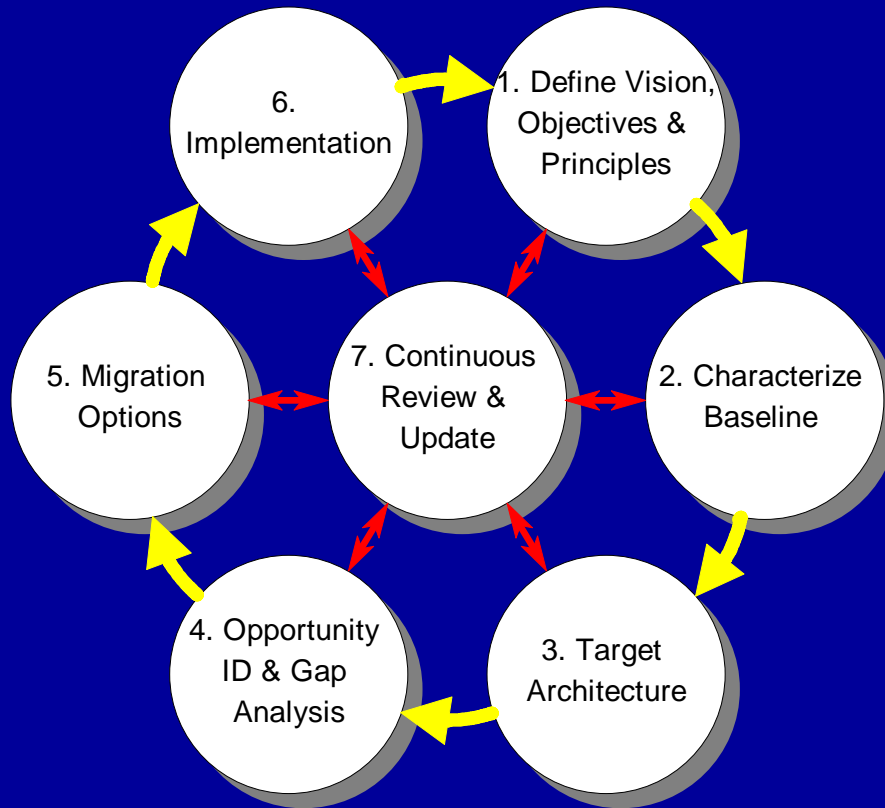 1. Define Vision,
Objectives &
Principles
2. Characterize
Baseline
3. Target
Architecture
4. Opportunity
ID & Gap
Analysis
5. Migration
Options
6.
Implementation
7. Continuous
Review &
Update